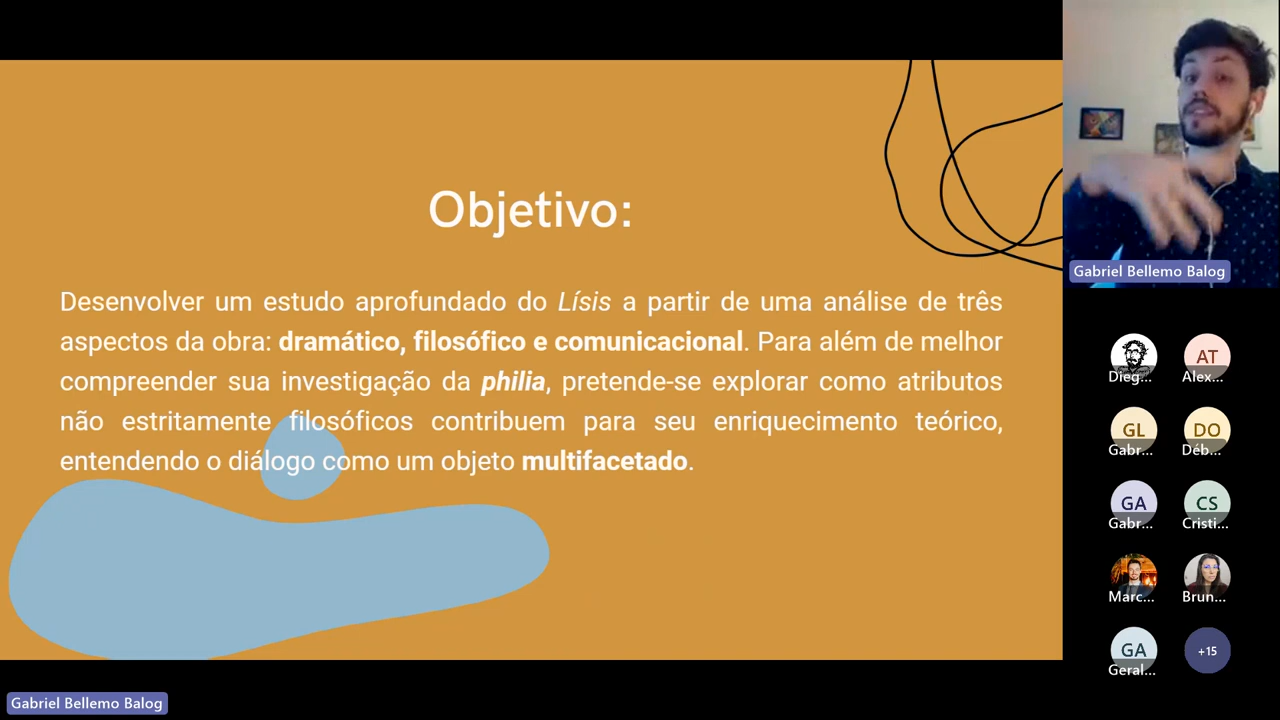 Objetivo:
Desenvolver um estudo aprofundado do Lísis a partir de uma análise de três
aspectos da obra: dramático, filosófico e comunicacional. Para além de melhor
compreender sua investigação da philia, pretende-se explorar como atributos
não estritamente filosóficos contribuem para seu enriquecimento teórico,
entendendo o diálogo como um objeto multifacetado.
Gabriel Bellemo Balog
Gabriel Bellemo Balog
Dieg...
AT
Alex...
GL
Gabr...
DO
Déb...
GA
Gabr...
CS
Cristi...
Marc...
Brun...
GA
Geral...
+15